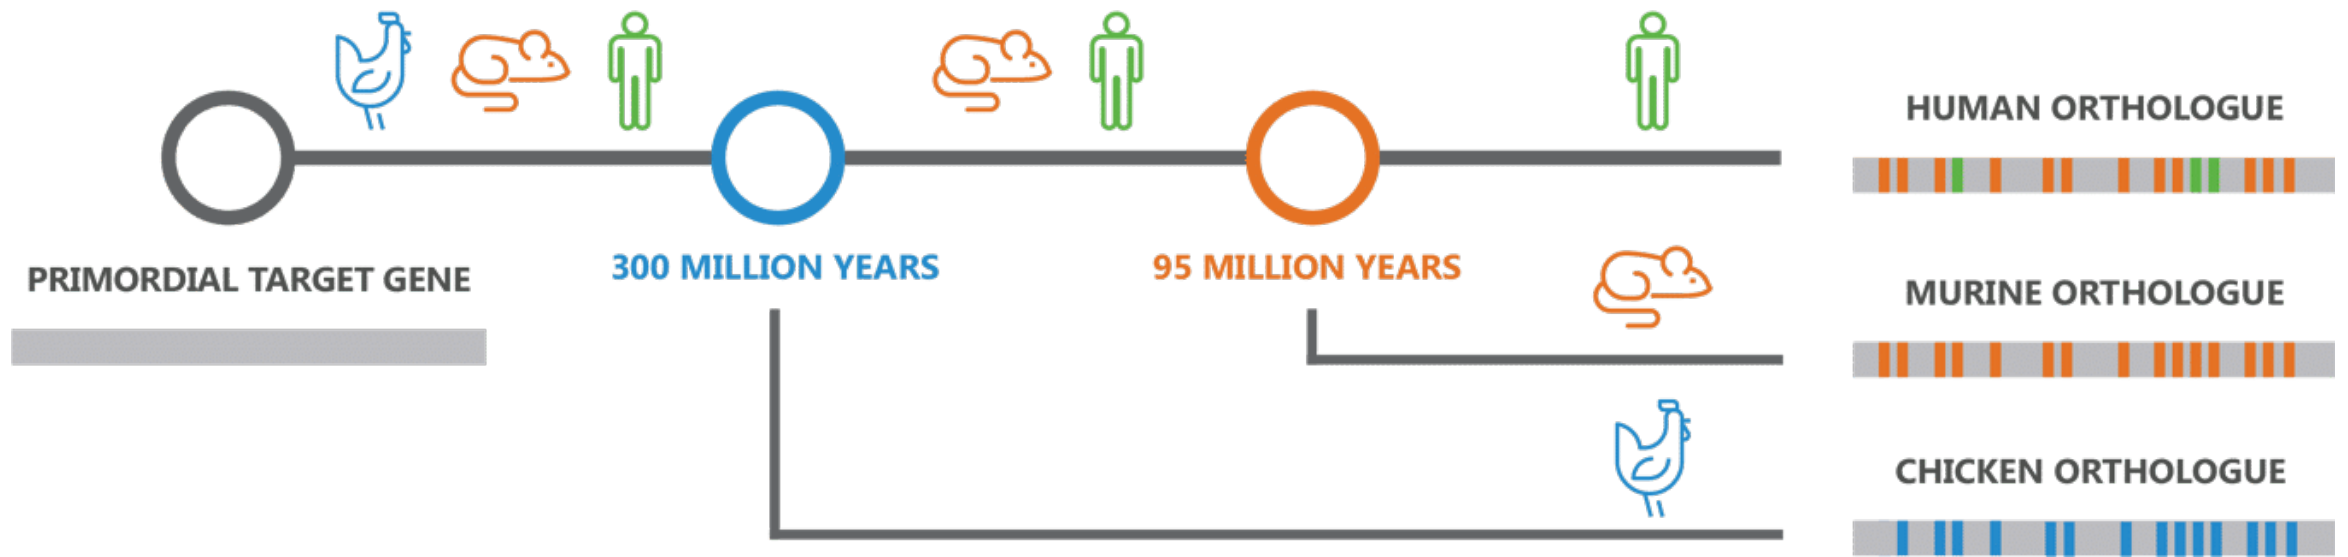 PRIMORDIAL TARGET GENE
300 MILLION YEARS
95 MILLION YEARS
HUMAN ORTHOLOGUE
MURINE ORTHOLOGUE
CHICKEN ORTHOLOGUE